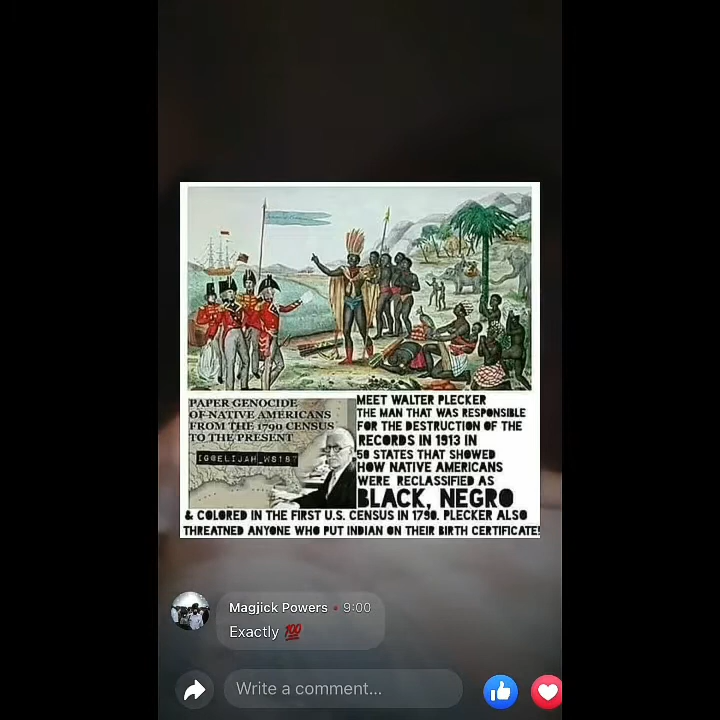 PAPER GENOCIDE
OF NATIVE AMERICANS
FROM THE 1790 CENSUS
TO THE PRESENT
IG@ELIJAH_WS187
MEET WALTER PLECKER
THE MAN THAT WAS RESPONSIBLE
FOR THE DESTRUCTION OF THE
RECORDS IN 1913 IN
50 STATES THAT SHOWED
HOW NATIVE AMERICANS
WERE RECLASSIFIED AS
BLACK, NEGRO
& COLORED IN THE FIRST U.S. CENSUS IN 1790. PLECKER ALSO
THREATNED ANYONE WHO PUT INDIAN ON THEIR BIRTH CERTIFICATE!
Magjick Powers • 9:00
Exactly 💯
Write a comment...